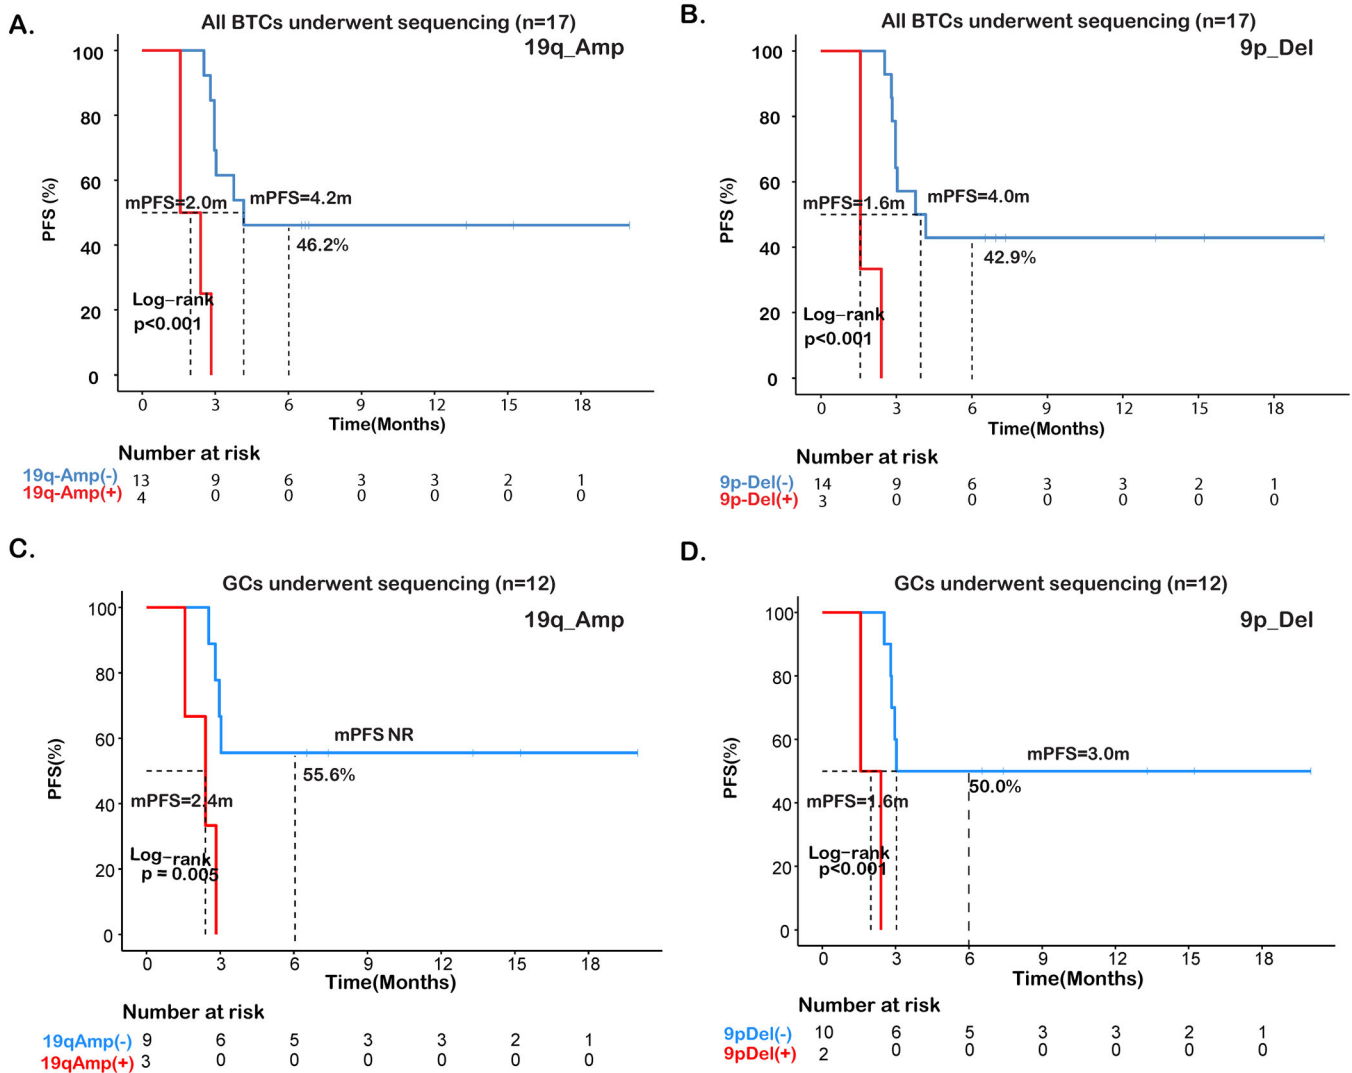 A.
All BTCs underwent sequencing (n=17)
19q_Amp
PFS (%)
100
80
60
40
20
0
mPFS=2.0m
mPFS=4.2m
46.2%
Log-rank
p<0.001
0 3 6 9 12 15 18
Time(Months)
Number at risk
19q-Amp(-) 13 9 6 3 3 2 1
19q-Amp(+) 4 0 0 0 0 0 0
B.
All BTCs underwent sequencing (n=17)
9p_Del
PFS (%)
100
80
60
40
20
0
mPFS=1.6m
mPFS=4.0m
42.9%
Log-rank
p<0.001
0 3 6 9 12 15 18
Time(Months)
Number at risk
9p-Del(-) 14 9 6 3 3 2 1
9p-Del(+) 3 0 0 0 0 0 0
C.
GCs underwent sequencing (n=12)
19q_Amp
PFS(%)
100
80
60
40
20
0
mPFS NR
55.6%
mPFS=2.4m
Log-rank
p = 0.005
0 3 6 9 12 15 18
Time(Months)
Number at risk
19qAmp(-) 9 6 5 3 3 2 1
19qAmp(+) 3 0 0 0 0 0 0
D.
GCs underwent sequencing (n=12)
9p_Del
PFS(%)
100
80
60
40
20
0
mPFS=3.0m
50.0%
mPFS=1.6m
Log-rank
p<0.001
0 3 6 9 12 15 18
Time(Months)
Number at risk
9pDel(-) 10 6 5 3 3 2 1
9pDel(+) 2 0 0 0 0 0 0